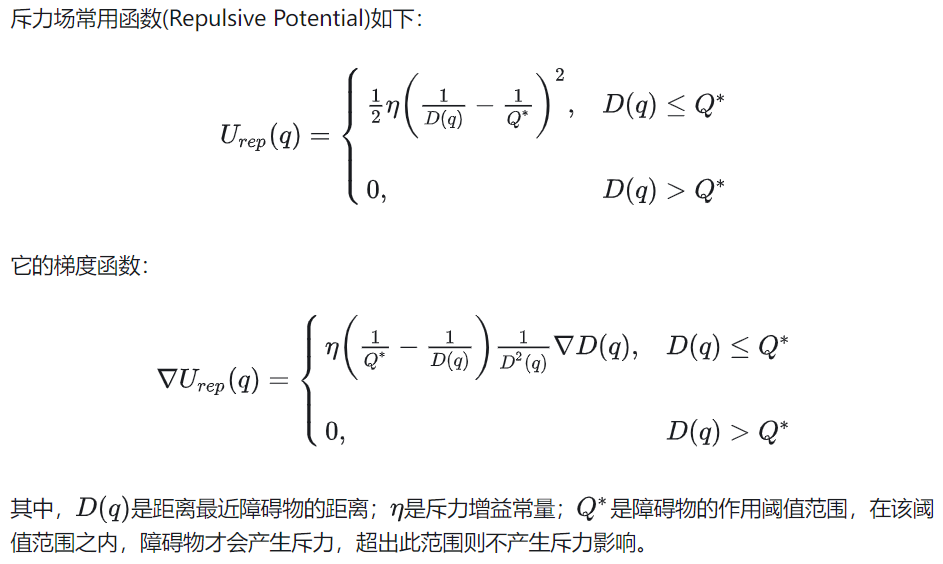 斥力场常用函数(Repulsive Potential)如下：
$$U_{rep}(q) = \begin{cases} \frac{1}{2}\eta\left(\frac{1}{D(q)} - \frac{1}{Q^*}\right)^2, & D(q) \leq Q^* \\ 0, & D(q) > Q^* \end{cases}$$
它的梯度函数：
$$\nabla U_{rep}(q) = \begin{cases} \eta\left(\frac{1}{Q^*} - \frac{1}{D(q)}\right)\frac{1}{D^2(q)}\nabla D(q), & D(q) \leq Q^* \\ 0, & D(q) > Q^* \end{cases}$$
其中，$D(q)$是距离最近障碍物的距离；$\eta$是斥力增益常量；$Q^*$是障碍物的作用阈值范围，在该阈
值范围之内，障碍物才会产生斥力，超出此范围则不产生斥力影响。